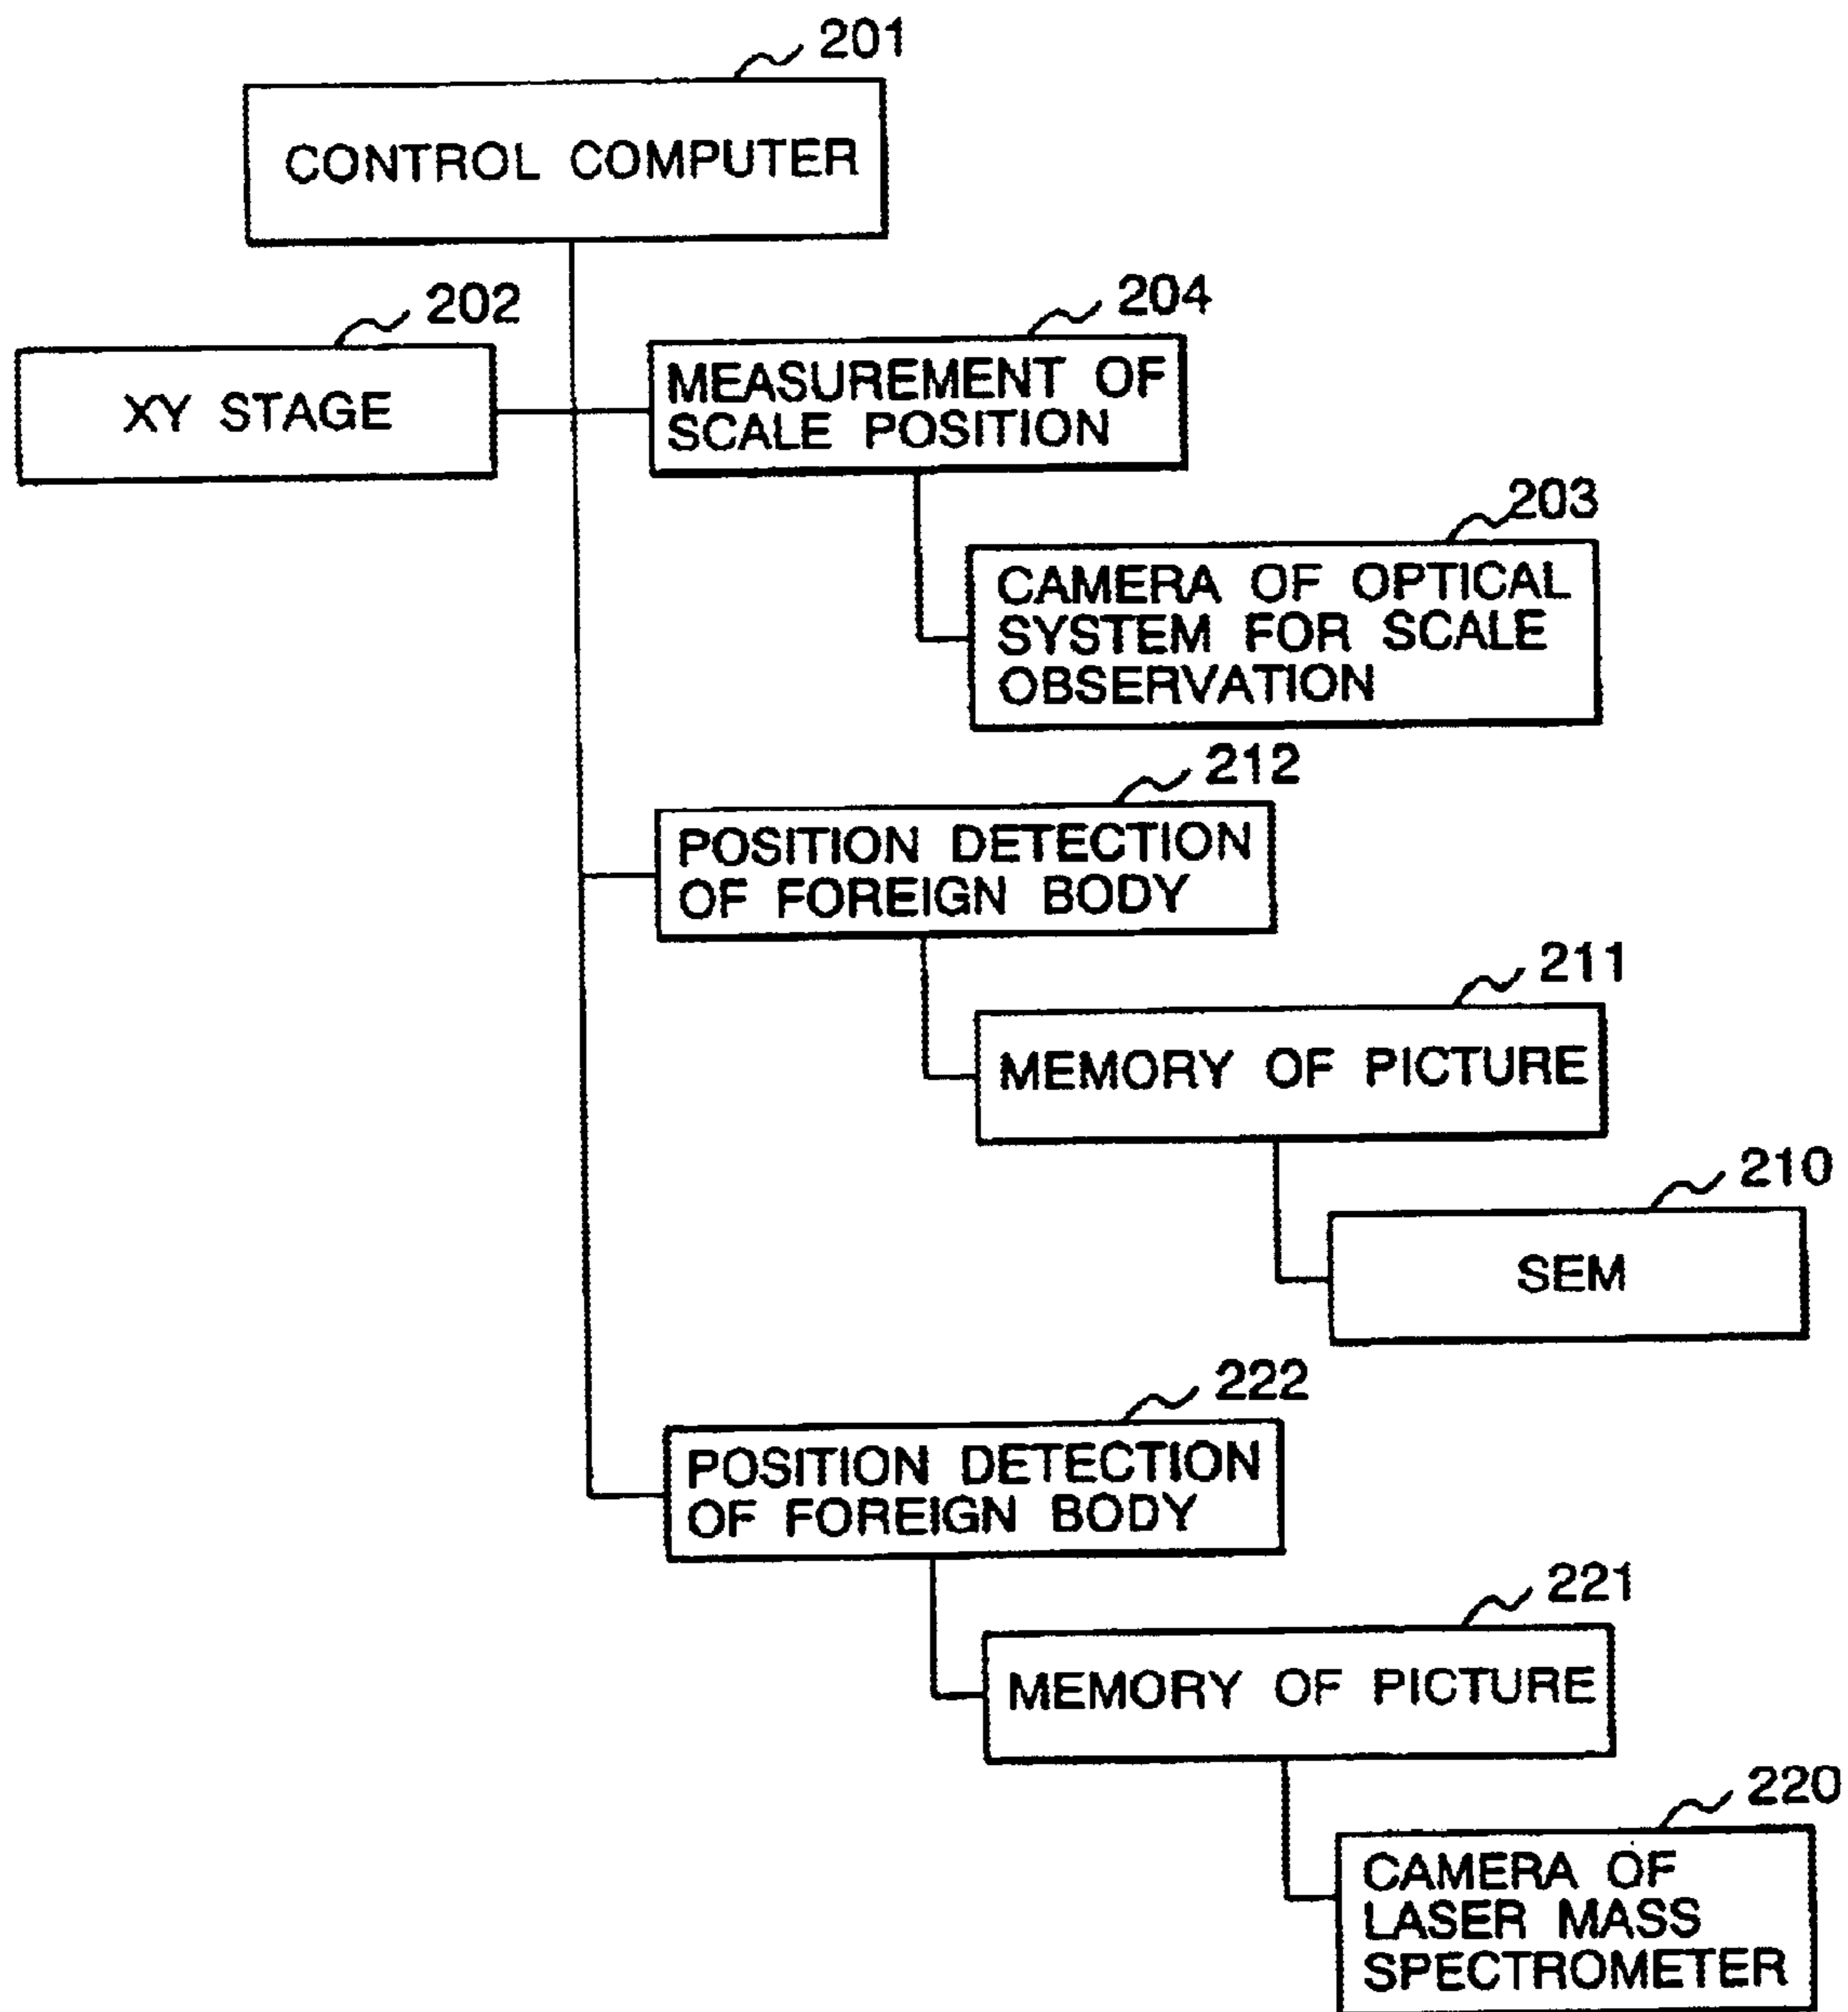 201
CONTROL COMPUTER
202
XY STAGE
204
MEASUREMENT OF
SCALE POSITION
203
CAMERA OF OPTICAL
SYSTEM FOR SCALE
OBSERVATION
212
POSITION DETECTION
OF FOREIGN BODY
211
MEMORY OF PICTURE
210
SEM
222
POSITION DETECTION
OF FOREIGN BODY
221
MEMORY OF PICTURE
220
CAMERA OF
LASER MASS
SPECTROMETER